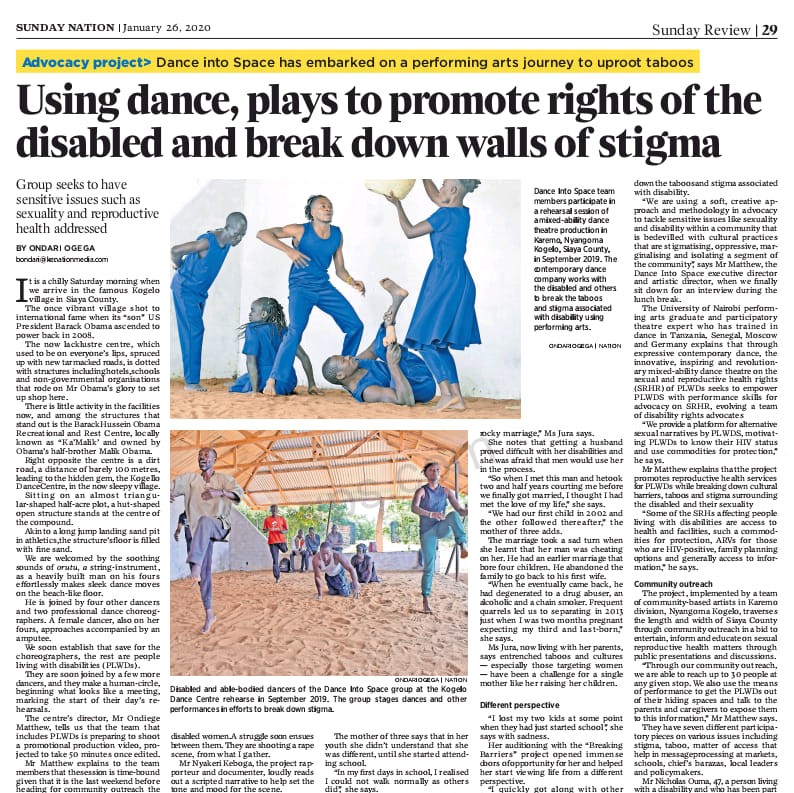 SUNDAY NATION | January 26, 2020
Sunday Review | 29
Advocacy project> Dance into Space has embarked on a performing arts journey to uproot taboos
Using dance, plays to promote rights of the
disabled and break down walls of stigma
Group seeks to have
sensitive issues such as
sexuality and reproductive
health addressed
BY ONDARI OGEGA
bondari@kenationmedia.com
It is a chilly Saturday morning when
we arrive in the famous Kogelo
village in Siaya County.
The once vibrant village shot to
international fame when its "son" US
President Barack Obama ascended to
power back in 2008.
The now lacklustre centre, which
used to be on everyone's lips, spruced
up with new tarmacked roads, is dotted
with structures including hotels, schools
and non-governmental organisations
that rode on Mr Obama's glory to set
up shop here.
There is little activity in the facilities
now, and among the structures that
stand out is the Barack Hussein Obama
Recreational and Rest Centre, locally
known as "Ka'Malik' and owned by
Obama's half-brother Malik Obama.
Right opposite the centre is a dirt
road, a distance of barely 100 metres,
leading to the hidden gem, the Kogello
Dance Centre, in the now sleepy village.
Sitting on an almost triangu-
lar-shaped half-acre plot, a hut-shaped
open structure stands at the centre of
the compound.
Akin to a long jump landing sand pit
in athletics, the structure's floor is filled
with fine sand.
We are welcomed by the soothing
sounds of orutu, a string-instrument,
as a heavily built man on his fours
effortlessly makes sleek dance moves
on the beach-like floor.
He is joined by four other dancers
and two professional dance choreog-
raphers. A female dancer, also on her
fours, approaches accompanied by an
amputee.
We soon establish that save for the
choreographers, the rest are people
living with disabilities (PLWDs).
They are soon joined by a few more
dancers, and they make a human-circle,
beginning what looks like a meeting,
marking the start of their day's re-
hearsals.
The centre's director, Mr Ondiege
Matthew, tells us that the team that
includes PLWDs is preparing to shoot
a promotional production video, pro-
jected to take 50 minutes once edited.
Mr Matthew explains to the team
members that the session is time-bound
given that it is the last weekend before
heading for community outreach the
Dance Into Space team
members participate in
a rehearsal session of
a mixed-ability dance
theatre production in
Karemo, Nyangoma
Kogelo, Siaya County,
in September 2019. The
contemporary dance
company works with
the disabled and others
to break the taboos
and stigma associated
with disability using
performing arts.
ONDARI OGEGA | NATION
ONDARI OGEGA | NATION
Disabled and able-bodied dancers of the Dance Into Space group at the Kogelo
Dance Centre rehearse in September 2019. The group stages dances and other
performances in efforts to break down stigma.
disabled women. A struggle soon ensues
between them. They are shooting a rape
scene, from what I gather.
Mr Nyakeri Keboga, the project rap-
porteur and documenter, loudly reads
out a scripted narrative to help set the
tone and mood for the scene.
The mother of three says that in her
youth she didn't understand that she
was different, until she started attend-
ing school.
"In my first days in school, I realised
I could not walk normally as others
did", she says.
rocky marriage," Ms Jura says.
She notes that getting a husband
proved difficult with her disabilities and
she was afraid that men would use her
in the process.
"So when I met this man and he took
two and half years courting me before
we finally got married, I thought I had
met the love of my life," she says.
"We had our first child in 2002 and
the other followed thereafter," the
mother of three adds.
The marriage took a sad turn when
she learnt that her man was cheating
on her. He had an earlier marriage that
bore four children. He abandoned the
family to go back to his first wife.
"When he eventually came back, he
had degenerated to a drug abuser, an
alcoholic and a chain smoker. Frequent
quarrels led us to separating in 2013
just when I was two months pregnant
expecting my third and last-born,"
she says.
Ms Jura, now living with her parents,
says entrenched taboos and cultures
— especially those targeting women
— have been a challenge for a single
mother like her raising her children.
Different perspective
"I lost my two kids at some point
when they had just started school", she
says with sadness.
Her auditioning with the "Breaking
Barriers" project opened immense
doors of opportunity for her and helped
her start viewing life from a different
perspective.
"I quickly got along with other
down the taboos and stigma associated
with disability.
"We are using a soft, creative ap-
proach and methodology in advocacy
to tackle sensitive issues like sexuality
and disability within a community that
is bedevilled with cultural practices
that are stigmatising, oppressive, mar-
ginalising and isolating a segment of
the community", says Mr Matthew, the
Dance Into Space executive director
and artistic director, when we finally
sit down for an interview during the
lunch break.
The University of Nairobi perform-
ing arts graduate and participatory
theatre expert who has trained in
dance in Tanzania, Senegal, Moscow
and Germany explains that through
expressive contemporary dance, the
innovative, inspiring and revolution-
ary mixed-ability dance theatre on the
sexual and reproductive health rights
(SRHR) of PLWDs seeks to empower
PLWDS with performance skills for
advocacy on SRHR, evolving a team
of disability rights advocates
"We provide a platform for alternative
sexual narratives by PLWDS, motivat-
ing PLWDs to know their HIV status
and use commodities for protection,"
he says.
Mr Matthew explains that the project
promotes reproductive health services
for PLWDs while breaking down cultural
barriers, taboos and stigma surrounding
the disabled and their sexuality
"Some of the SRHs affecting people
living with disabilities are access to
health and facilities, such a commod-
ities for protection, ARVs for those
who are HIV-positive, family planning
options and generally access to infor-
mation," he says.
Community outreach
The project, implemented by a team
of community-based artists in Karemo
division, Nyangoma Kogelo, traverses
the length and width of Siaya County
through community outreach in a bid to
entertain, inform and educate on sexual
reproductive health matters through
public presentations and discussions.
"Through our community outreach,
we are able to reach up to 3 0 people at
any given stop. We also use the means
of performance to get the PLWDs out
of their hiding spaces and talk to the
parents and caregivers to expose them
to this information," Mr Matthew says.
They have seven different participa-
tory pieces on various issues including
stigma, taboo, matter of access that
help in messaging processing at markets,
schools, chief's barazas, local leaders
and policymakers.
Mr Nicholas Ouma, 47, a person living
with a disability and who has been part